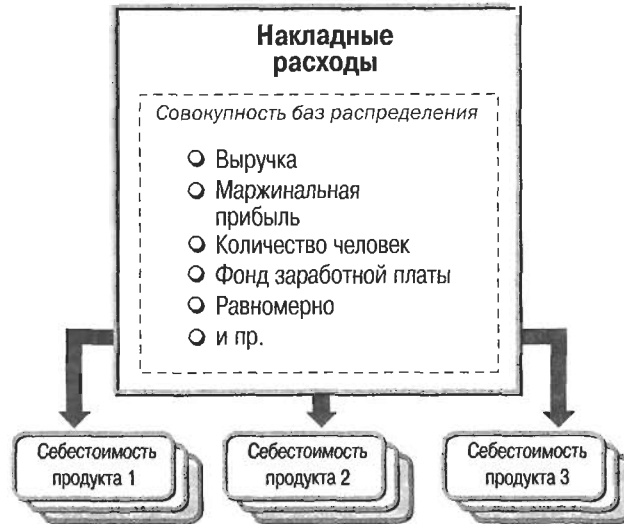 Накладные
расходы
Совокупность баз распределения
Выручка
Маржинальная
прибыль
Количество человек
Фонд заработной платы
Равномерно
и пр.
Себестоимость
продукта 1
Себестоимость
продукта 2
Себестоимость
продукта 3